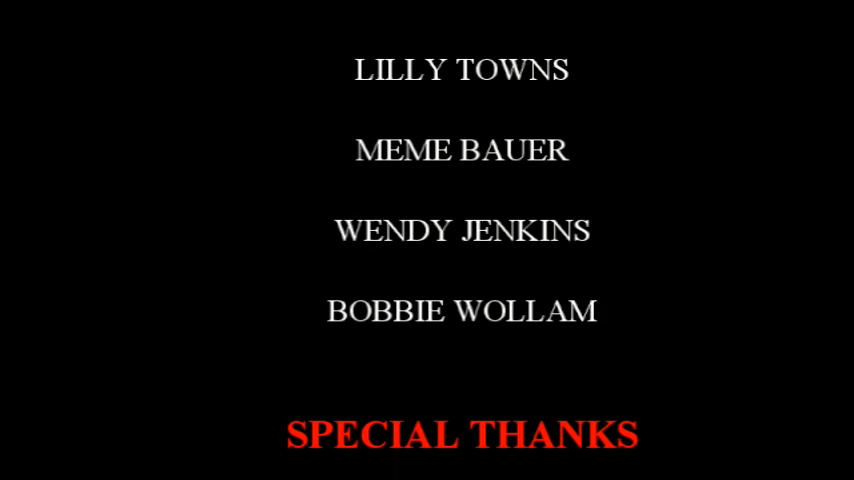 LILLY TOWNS
MEME BAUER
WENDY JENKINS
BOBBIE WOLLAM
SPECIAL THANKS